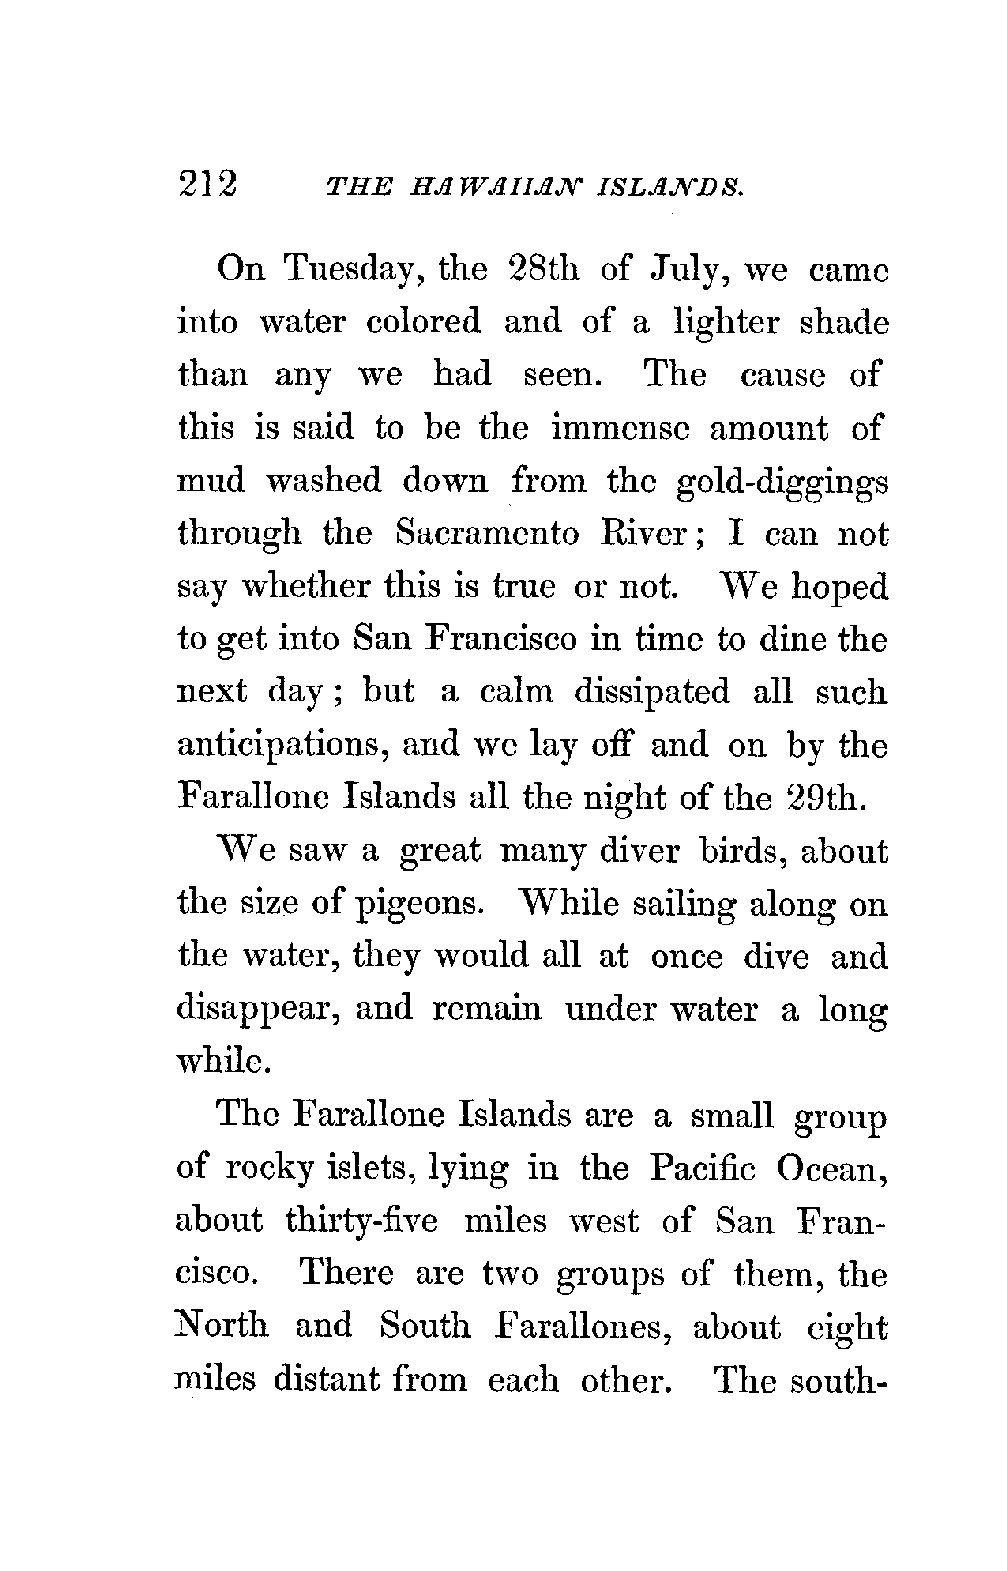 212 THE HAWAIIAN ISLANDS.
On Tuesday, the 28th of July, we came
into water colored and of a lighter shade
than any we had seen. The cause of
this is said to be the immense amount of
mud washed down from the gold-diggings
through the Sacramento River; I can not
say whether this is true or not. We hoped
to get into San Francisco in time to dine the
next day; but a calm dissipated all such
anticipations, and we lay off and on by the
Farallone Islands all the night of the 29th.
We saw a great many diver birds, about
the size of pigeons. While sailing along on
the water, they would all at once dive and
disappear, and remain under water a long
while.
The Farallone Islands are a small group
of rocky islets, lying in the Pacific Ocean,
about thirty-five miles west of San Fran-
cisco. There are two groups of them, the
North and South Farallones, about eight
miles distant from each other. The south-